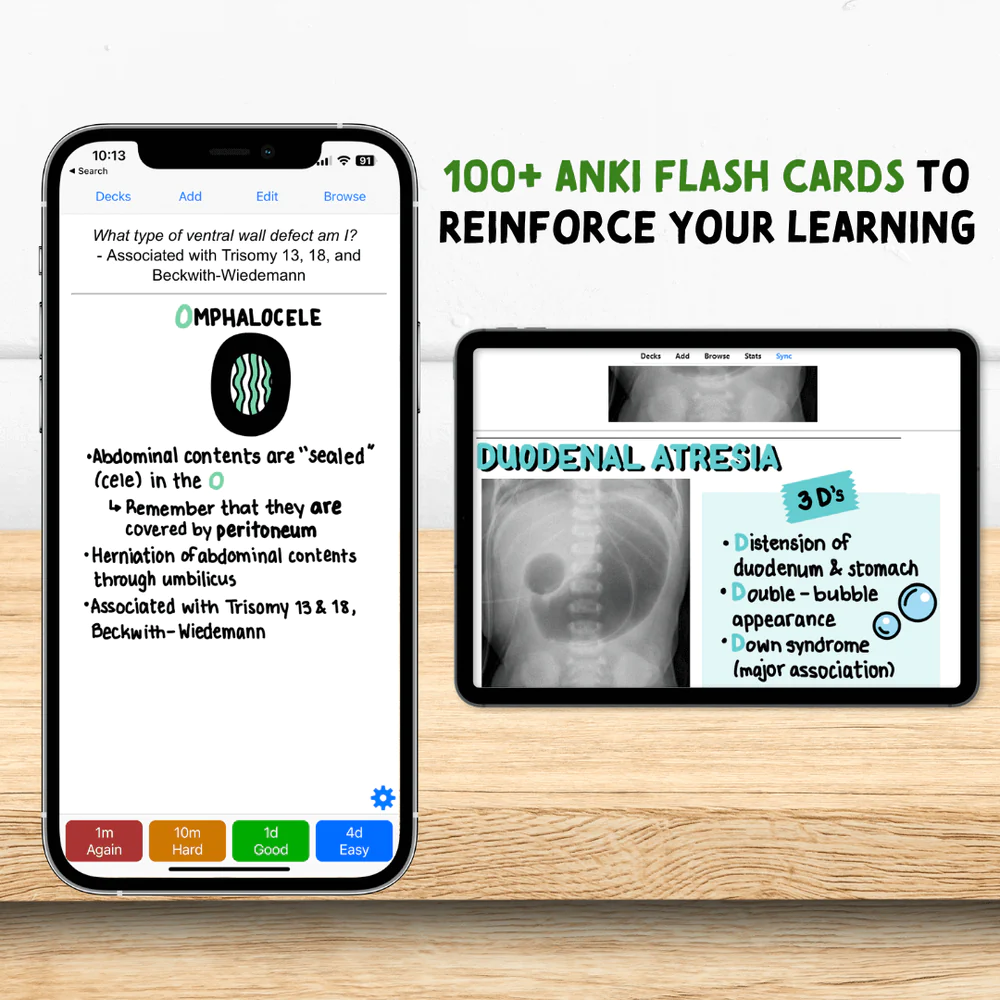 100+ ANKI FLASH CARDS TO
REINFORCE YOUR LEARNING
10:13
91
◂ Search
Decks Add Edit Browse
What type of ventral wall defect am I?
- Associated with Trisomy 13, 18, and
Beckwith-Wiedemann
OMPHALOCELE
•Abdominal contents are "sealed"
(cele) in the O
↳ Remember that they are
covered by peritoneum
•Herniation of abdominal contents
through umbilicus
•Associated with Trisomy 13 & 18,
Beckwith-Wiedemann
1m 10m 1d 4d
Again Hard Good Easy
Decks Add Browse Stats Sync
DUODENAL ATRESIA
3 D's
• Distension of
duodenum & stomach
• Double-bubble
appearance
• Down syndrome
(major association)